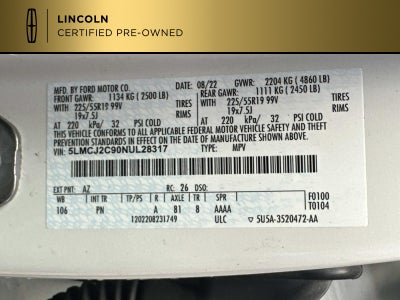 LINCOLN
CERTIFIED PRE-OWNED
MFD. BY FORD MOTOR CO.
DATE: 08/22 GVWR: 2204 KG ( 4860 LB)
FRONT GAWR: 1134 KG ( 2500 LB)
REAR GAWR: 1111 KG ( 2450 LB)
WITH 225/55R19 99V TIRES
WITH 225/55R19 99V TIRES
19x7.5J RIMS
19x7.5J RIMS
AT 220 kPa/ 32 PSI COLD
AT 220 kPa/ 32 PSI COLD
THIS VEHICLE CONFORMS TO ALL APPLICABLE FEDERAL MOTOR VEHICLE SAFETY, BUMPER, AND THEFT
PREVENTION STANDARDS IN EFFECT ON THE DATE OF MANUFACTURE SHOWN ABOVE.
VIN: 5LMCJ2C90NUL28317 TYPE: MPV
EXT PNT: AZ RC: 26 DSO:
WB INT TR TP/PS R AXLE TR SPR F0100
106 PN A B1 8 AAAA T0104
1202208231749 ULC 5U5A-3520472-AA